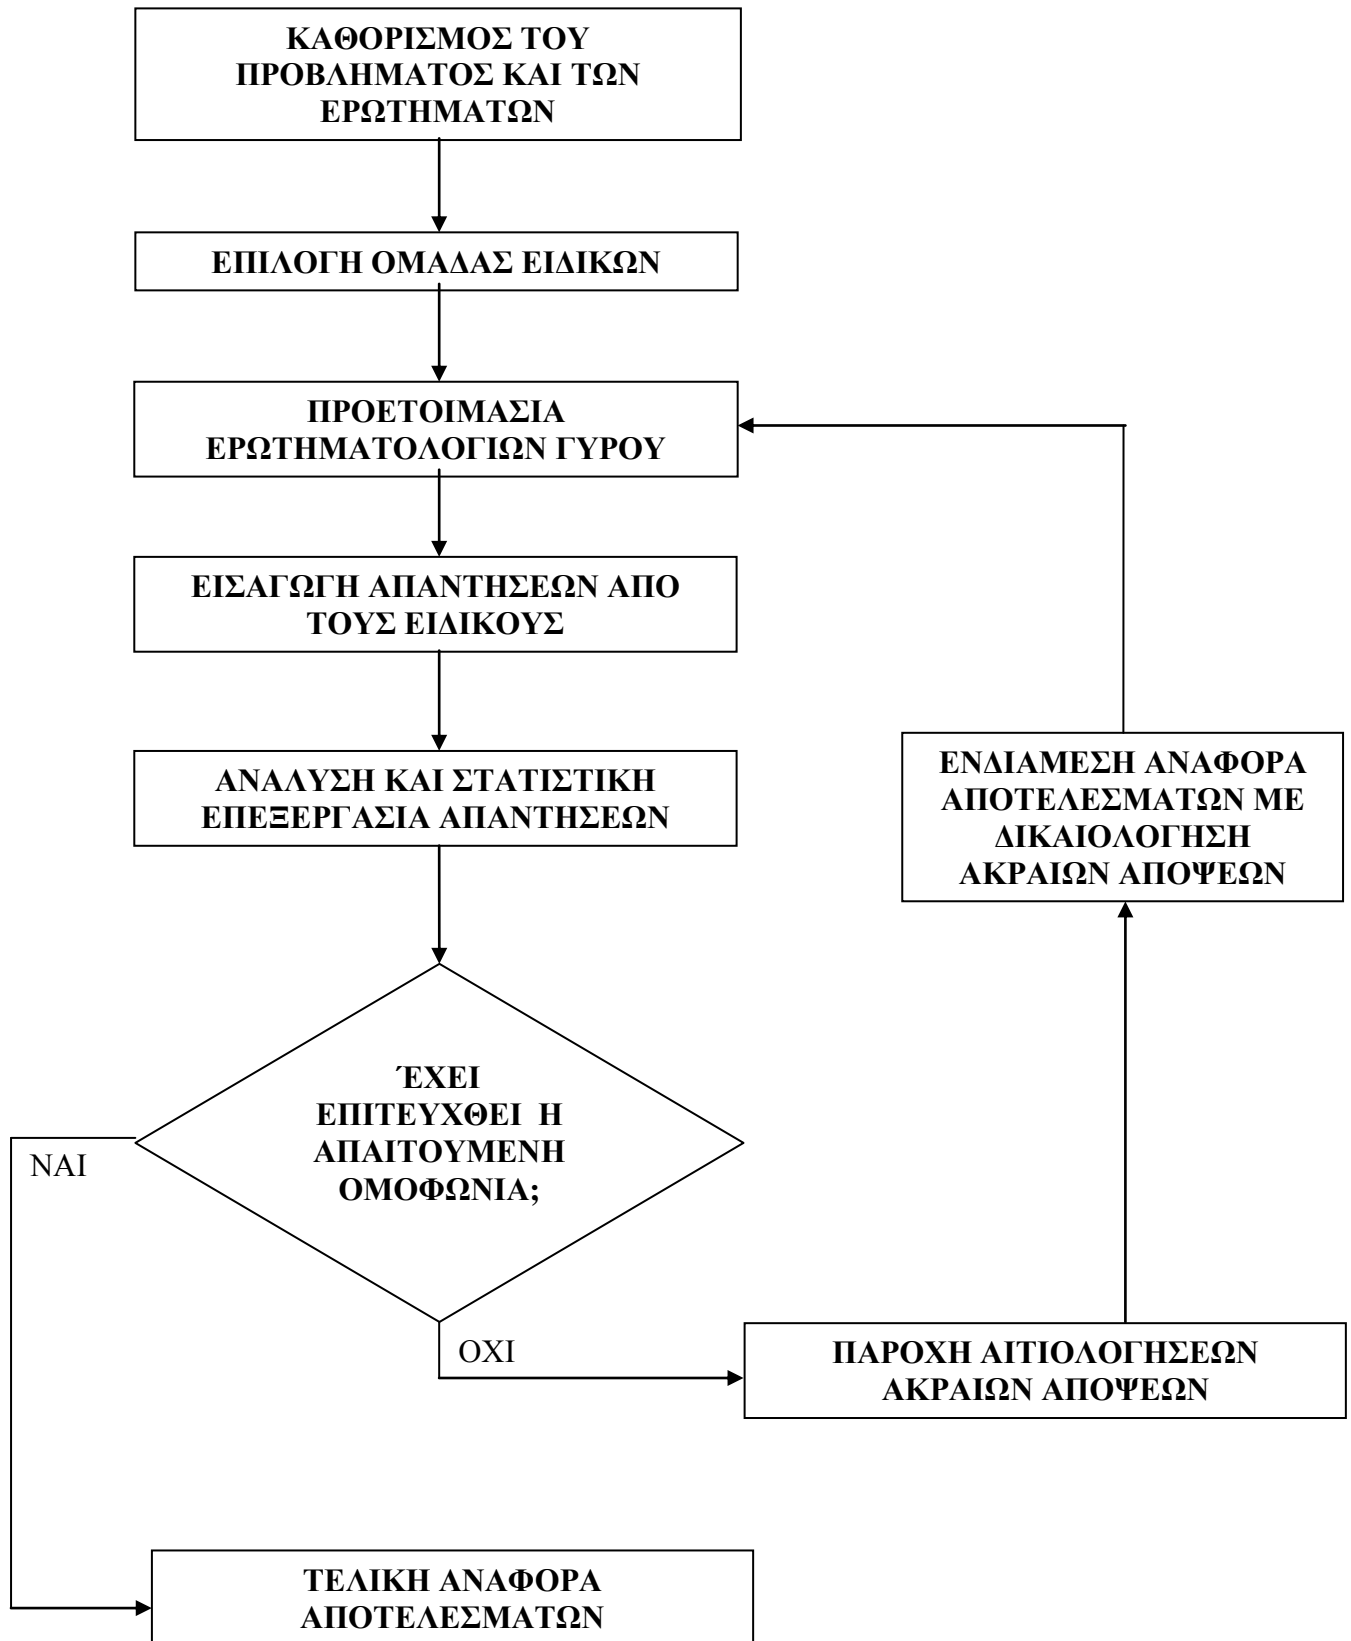 ΚΑΘΟΡΙΣΜΟΣ ΤΟΥ
ΠΡΟΒΛΗΜΑΤΟΣ ΚΑΙ ΤΩΝ
ΕΡΩΤΗΜΑΤΩΝ
ΕΠΙΛΟΓΗ ΟΜΑΔΑΣ ΕΙΔΙΚΩΝ
ΠΡΟΕΤΟΙΜΑΣΙΑ
ΕΡΩΤΗΜΑΤΟΛΟΓΙΩΝ ΓΥΡΟΥ
ΕΙΣΑΓΩΓΗ ΑΠΑΝΤΗΣΕΩΝ ΑΠΟ
ΤΟΥΣ ΕΙΔΙΚΟΥΣ
ΑΝΑΛΥΣΗ ΚΑΙ ΣΤΑΤΙΣΤΙΚΗ
ΕΠΕΞΕΡΓΑΣΙΑ ΑΠΑΝΤΗΣΕΩΝ
ΈΧΕΙ
ΕΠΙΤΕΥΧΘΕΙ  Η
ΑΠΑΙΤΟΥΜΕΝΗ
ΟΜΟΦΩΝΙΑ;
ΝΑΙ
ΟΧΙ
ΠΑΡΟΧΗ ΑΙΤΙΟΛΟΓΗΣΕΩΝ
ΑΚΡΑΙΩΝ ΑΠΟΨΕΩΝ
ΕΝΔΙΑΜΕΣΗ ΑΝΑΦΟΡΑ
ΑΠΟΤΕΛΕΣΜΑΤΩΝ ΜΕ
ΔΙΚΑΙΟΛΟΓΗΣΗ
ΑΚΡΑΙΩΝ ΑΠΟΨΕΩΝ
ΤΕΛΙΚΗ ΑΝΑΦΟΡΑ
ΑΠΟΤΕΛΕΣΜΑΤΩΝ